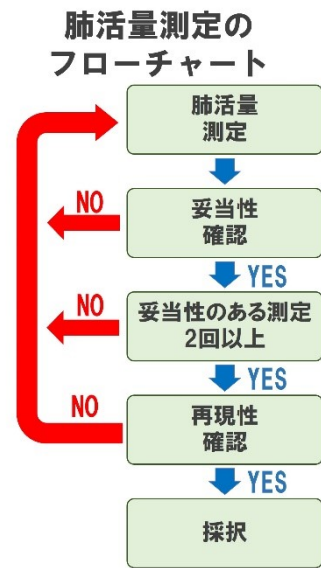 肺活量測定の
フローチャート
肺活量
測定
NO
妥当性
確認
YES
NO
妥当性のある測定
2回以上
YES
NO
再現性
確認
YES
採択